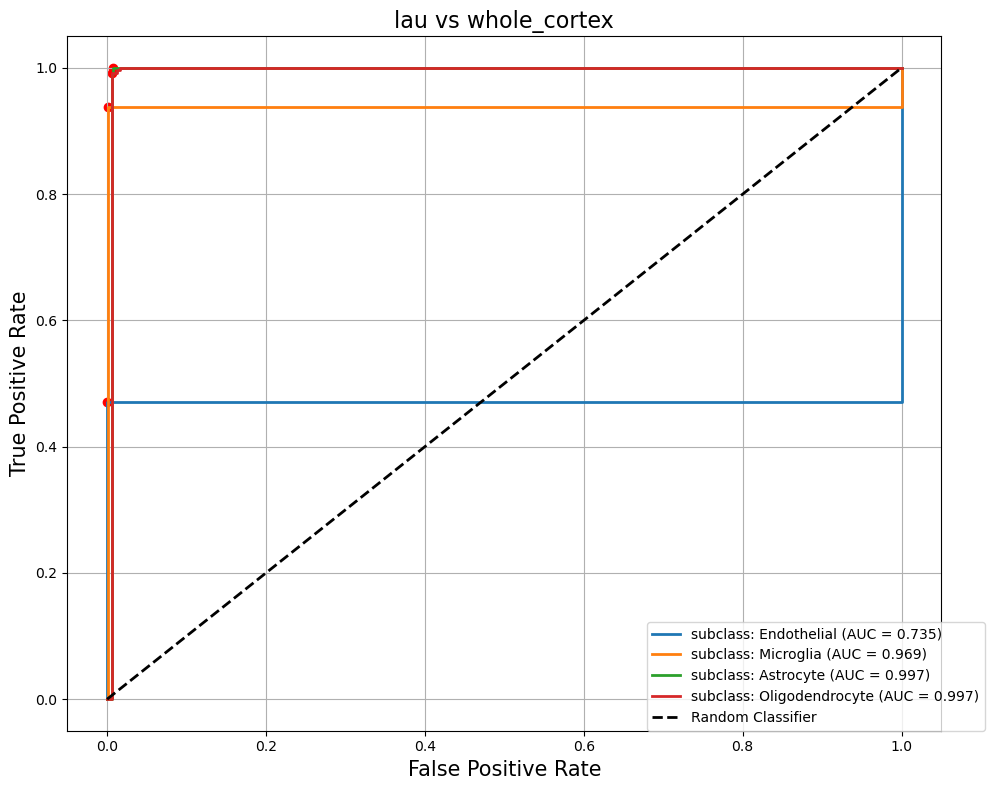 lau vs whole_cortex
True Positive Rate
1.0
0.8
0.6
0.4
0.2
0.0
0.0 0.2 0.4 0.6 0.8 1.0
False Positive Rate
subclass: Endothelial (AUC = 0.735)
subclass: Microglia (AUC = 0.969)
subclass: Astrocyte (AUC = 0.997)
subclass: Oligodendrocyte (AUC = 0.997)
Random Classifier